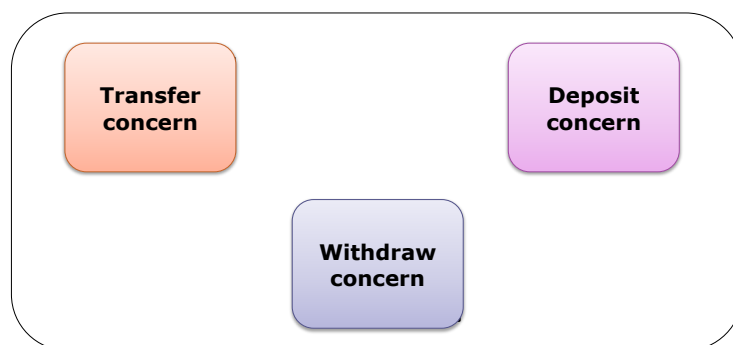 Transfer
concern
Deposit
concern
Withdraw
concern